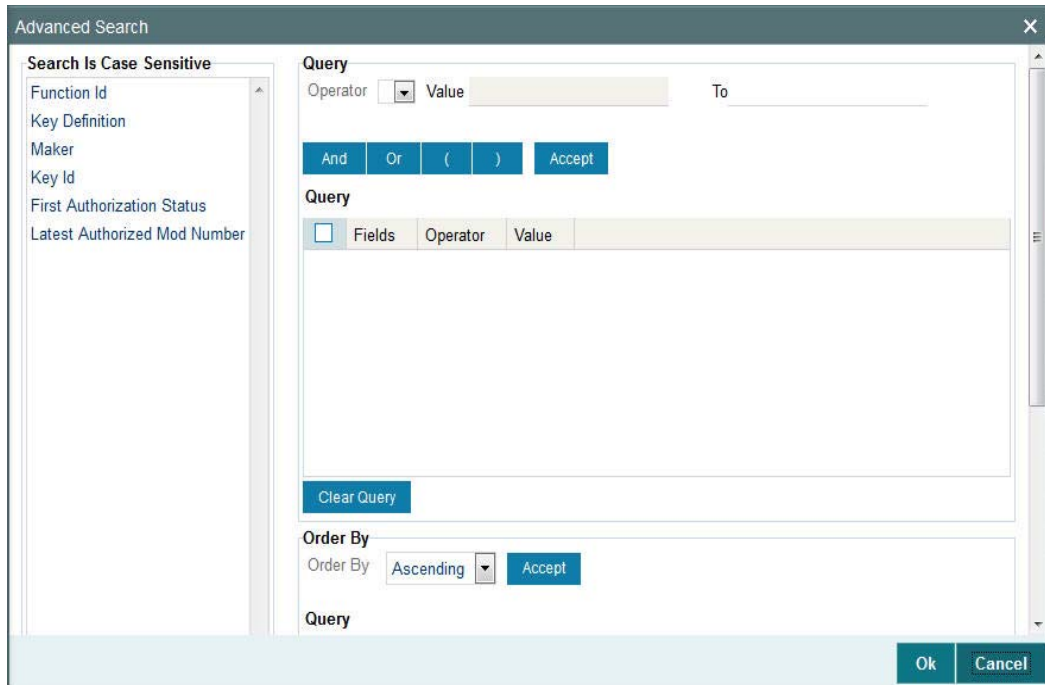 Advanced Search
Search Is Case Sensitive
Function Id
Key Definition
Maker
Key Id
First Authorization Status
Latest Authorized Mod Number
Query
Operator Value To
And Or ( ) Accept
Query
Fields Operator Value
Clear Query
Order By
Order By Ascending Accept
Query
Ok Cancel